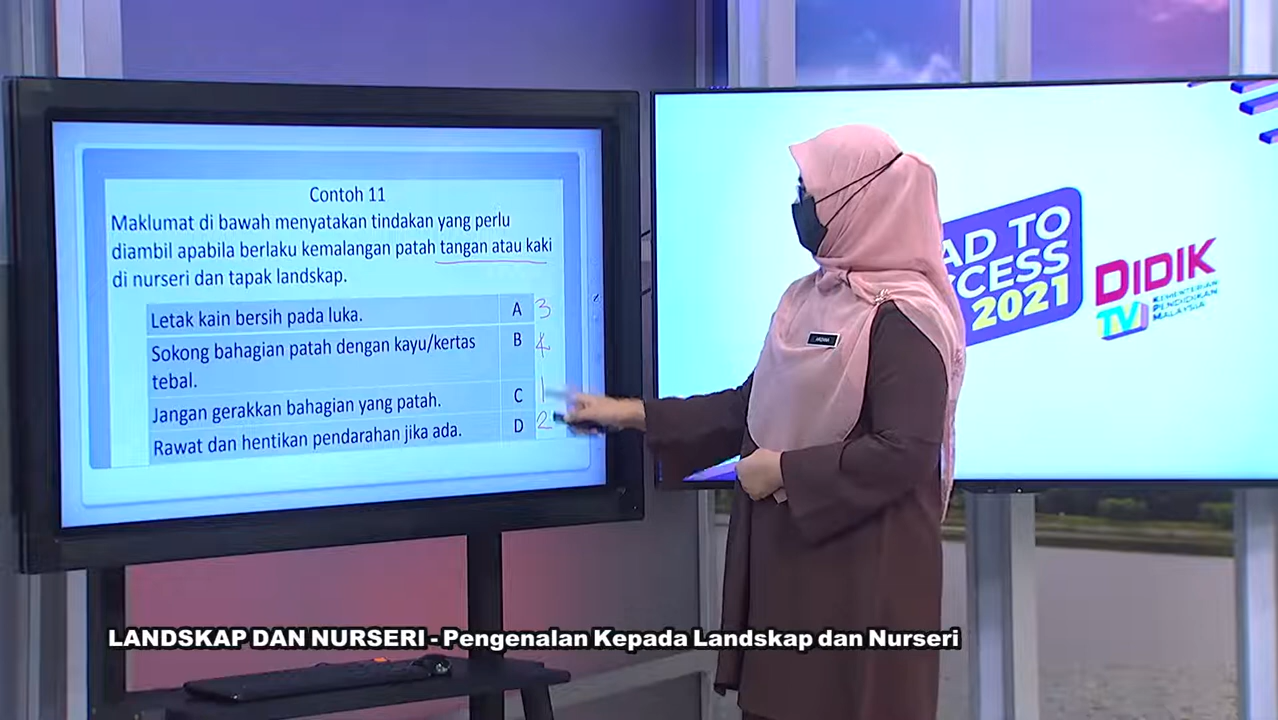 Contoh 11
Maklumat di bawah menyatakan tindakan yang perlu
diambil apabila berlaku kemalangan patah tangan atau kaki
di nurseri dan tapak landskap.
Letak kain bersih pada luka. A 3
Sokong bahagian patah dengan kayu/kertas B 4
tebal.
Jangan gerakkan bahagian yang patah. C 1
Rawat dan hentikan pendarahan jika ada. D 2
AD TO
CCESS
2021
DIDIK
TV
KEMENTERIAN
PENDIDIKAN
MALAYSIA
LANDSKAP DAN NURSERI - Pengenalan Kepada Landskap dan Nurseri